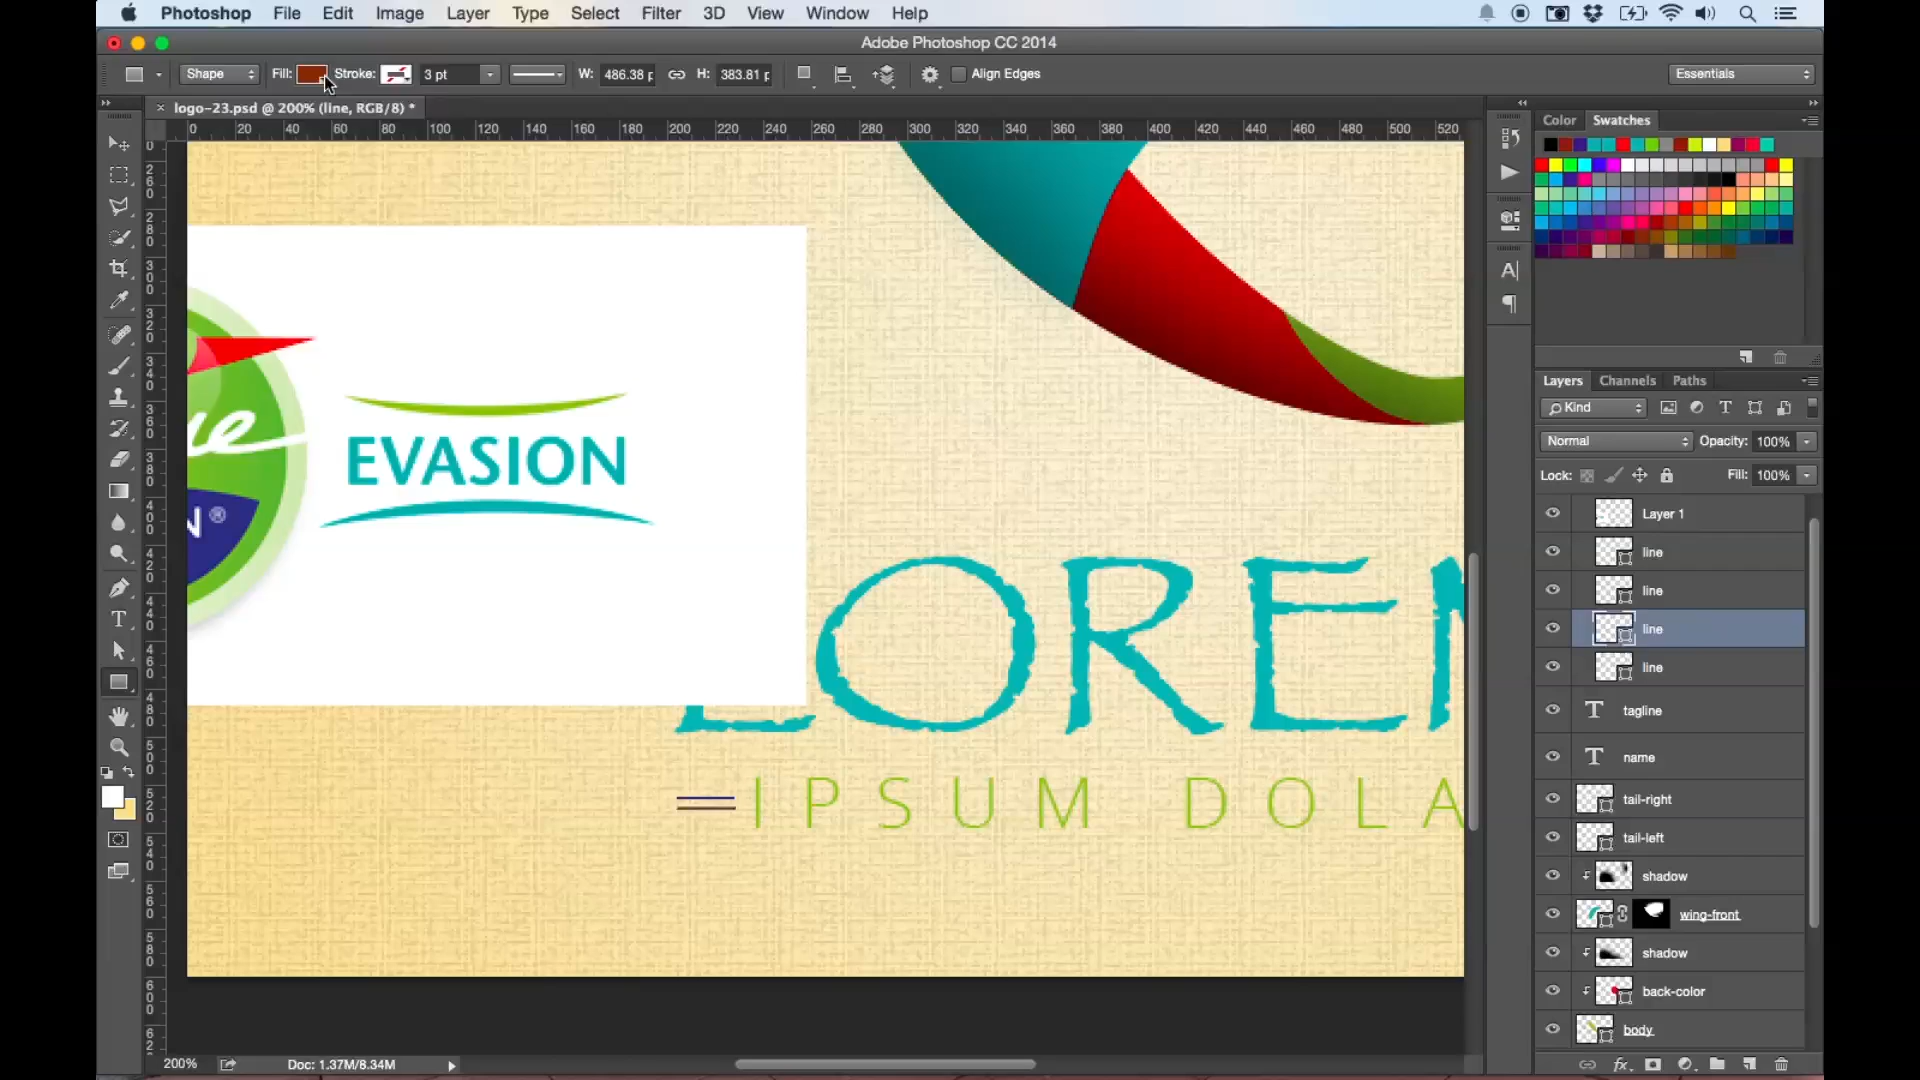 Photoshop File Edit Image Layer Type Select Filter 3D View Window Help
Adobe Photoshop CC 2014
Shape Fill: Stroke: 3 pt W: 486.38 p H: 383.81 p Align Edges Essentials
× logo-23.psd @ 200% (line, RGB/8) *
0 20 40 60 80 100 120 140 160 180 200 220 240 260 280 300 320 340 360 380 400 420 440 460 480 500 520
Color Swatches
EVASION
N®
LOREM
IPSUM DOLA
Layers Channels Paths
Kind
Normal Opacity: 100%
Lock: Fill: 100%
Layer 1
line
line
line
line
T tagline
T name
tail-right
tail-left
shadow
wing-front
shadow
back-color
body
fx
200% Doc: 1.37M/8.34M